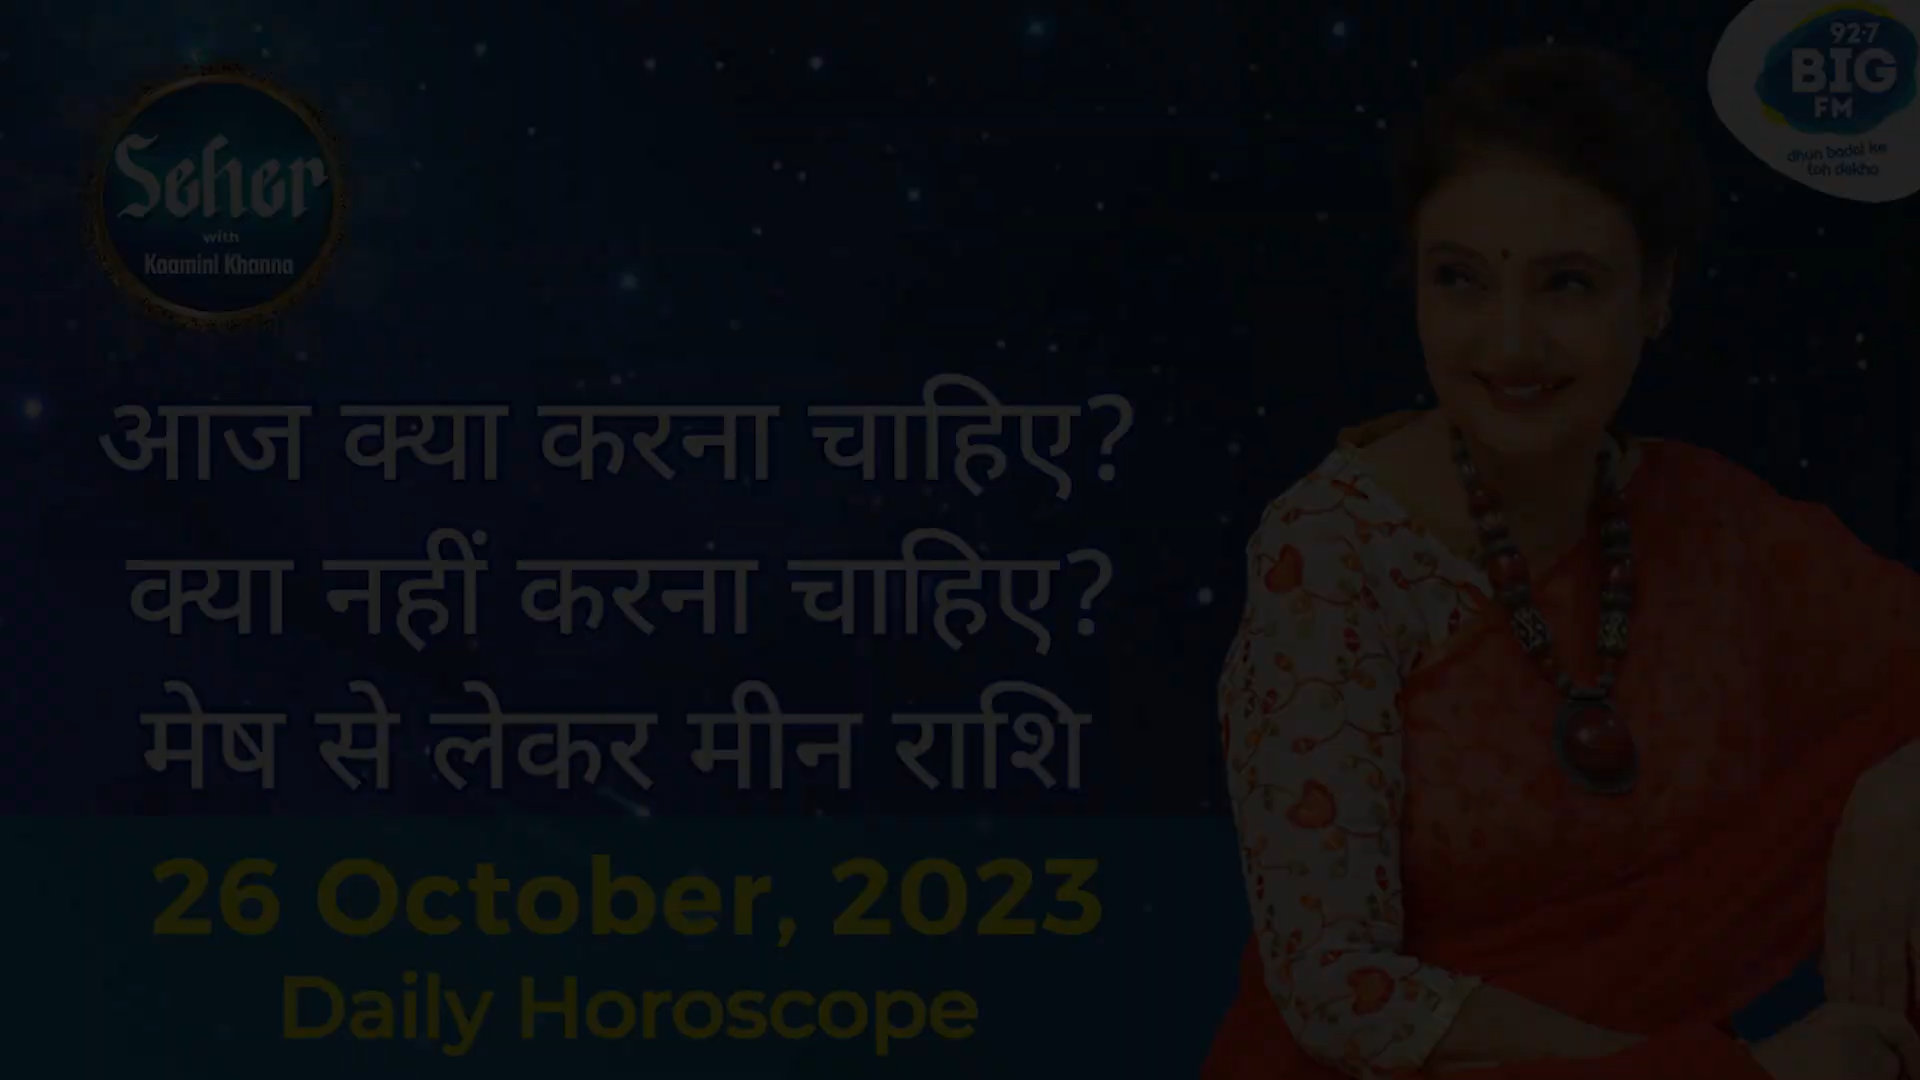 Seher
with
Kaamini Khanna
92.7
BIG
FM
dhun badal ke
toh dekho
आज क्या करना चाहिए?
क्या नहीं करना चाहिए?
मेष से लेकर मीन राशि
26 October, 2023
Daily Horoscope